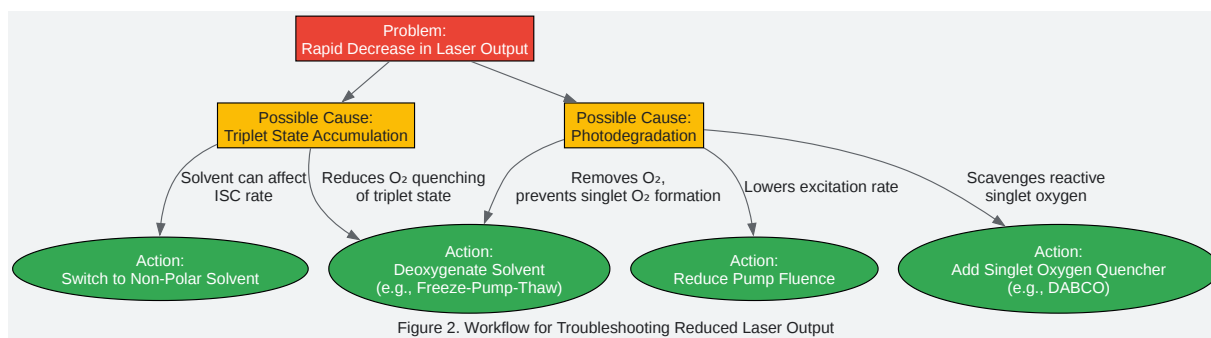 Problem:
Rapid Decrease in Laser Output
Possible Cause:
Triplet State Accumulation
Possible Cause:
Photodegradation
Solvent can affect
ISC rate
Reduces O₂ quenching
of triplet state
Removes O₂,
prevents singlet O₂ formation
Lowers excitation rate
Scavenges reactive
singlet oxygen
Action:
Switch to Non-Polar Solvent
Action:
Deoxygenate Solvent
(e.g., Freeze-Pump-Thaw)
Action:
Reduce Pump Fluence
Action:
Add Singlet Oxygen Quencher
(e.g., DABCO)
Figure 2. Workflow for Troubleshooting Reduced Laser Output